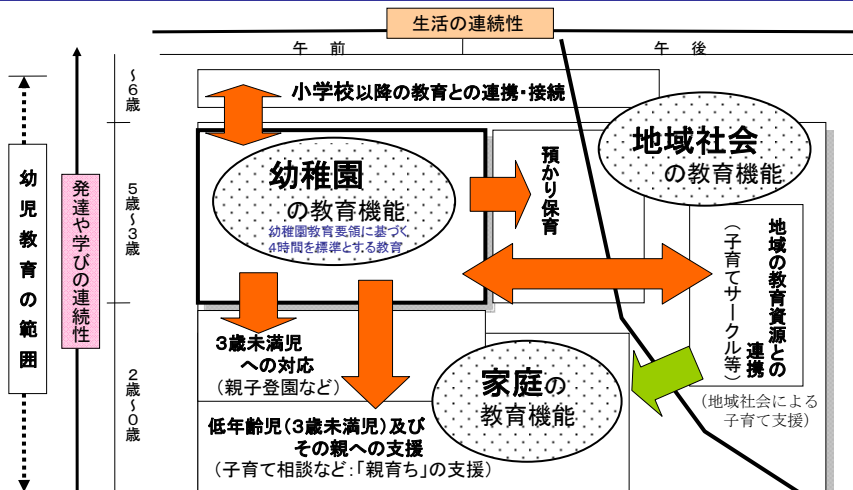 生活の連続性
午 前
午 後
～6歳
小学校以降の教育との連携・接続
地域社会
の教育機能
幼児教育の範囲
発達や学びの連続性
5歳～3歳
幼稚園
の教育機能
幼稚園教育要領に基づく
4時間を標準とする教育
預かり保育
地域の教育資源との
連携
（子育てサークル等）
2歳～0歳
3歳未満児
への対応
（親子登園など）
家庭の
教育機能
（地域社会による
子育て支援）
低年齢児（3歳未満児）及び
その親への支援
（子育て相談など：「親育ち」の支援）